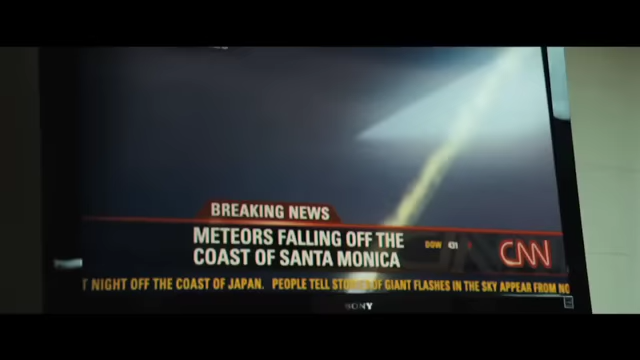 BREAKING NEWS
METEORS FALLING OFF THE
COAST OF SANTA MONICA
DOW
CNN
T NIGHT OFF THE COAST OF JAPAN. PEOPLE TELL OF GIANT FLASHES IN THE SKY APPEAR FROM NO
SONY